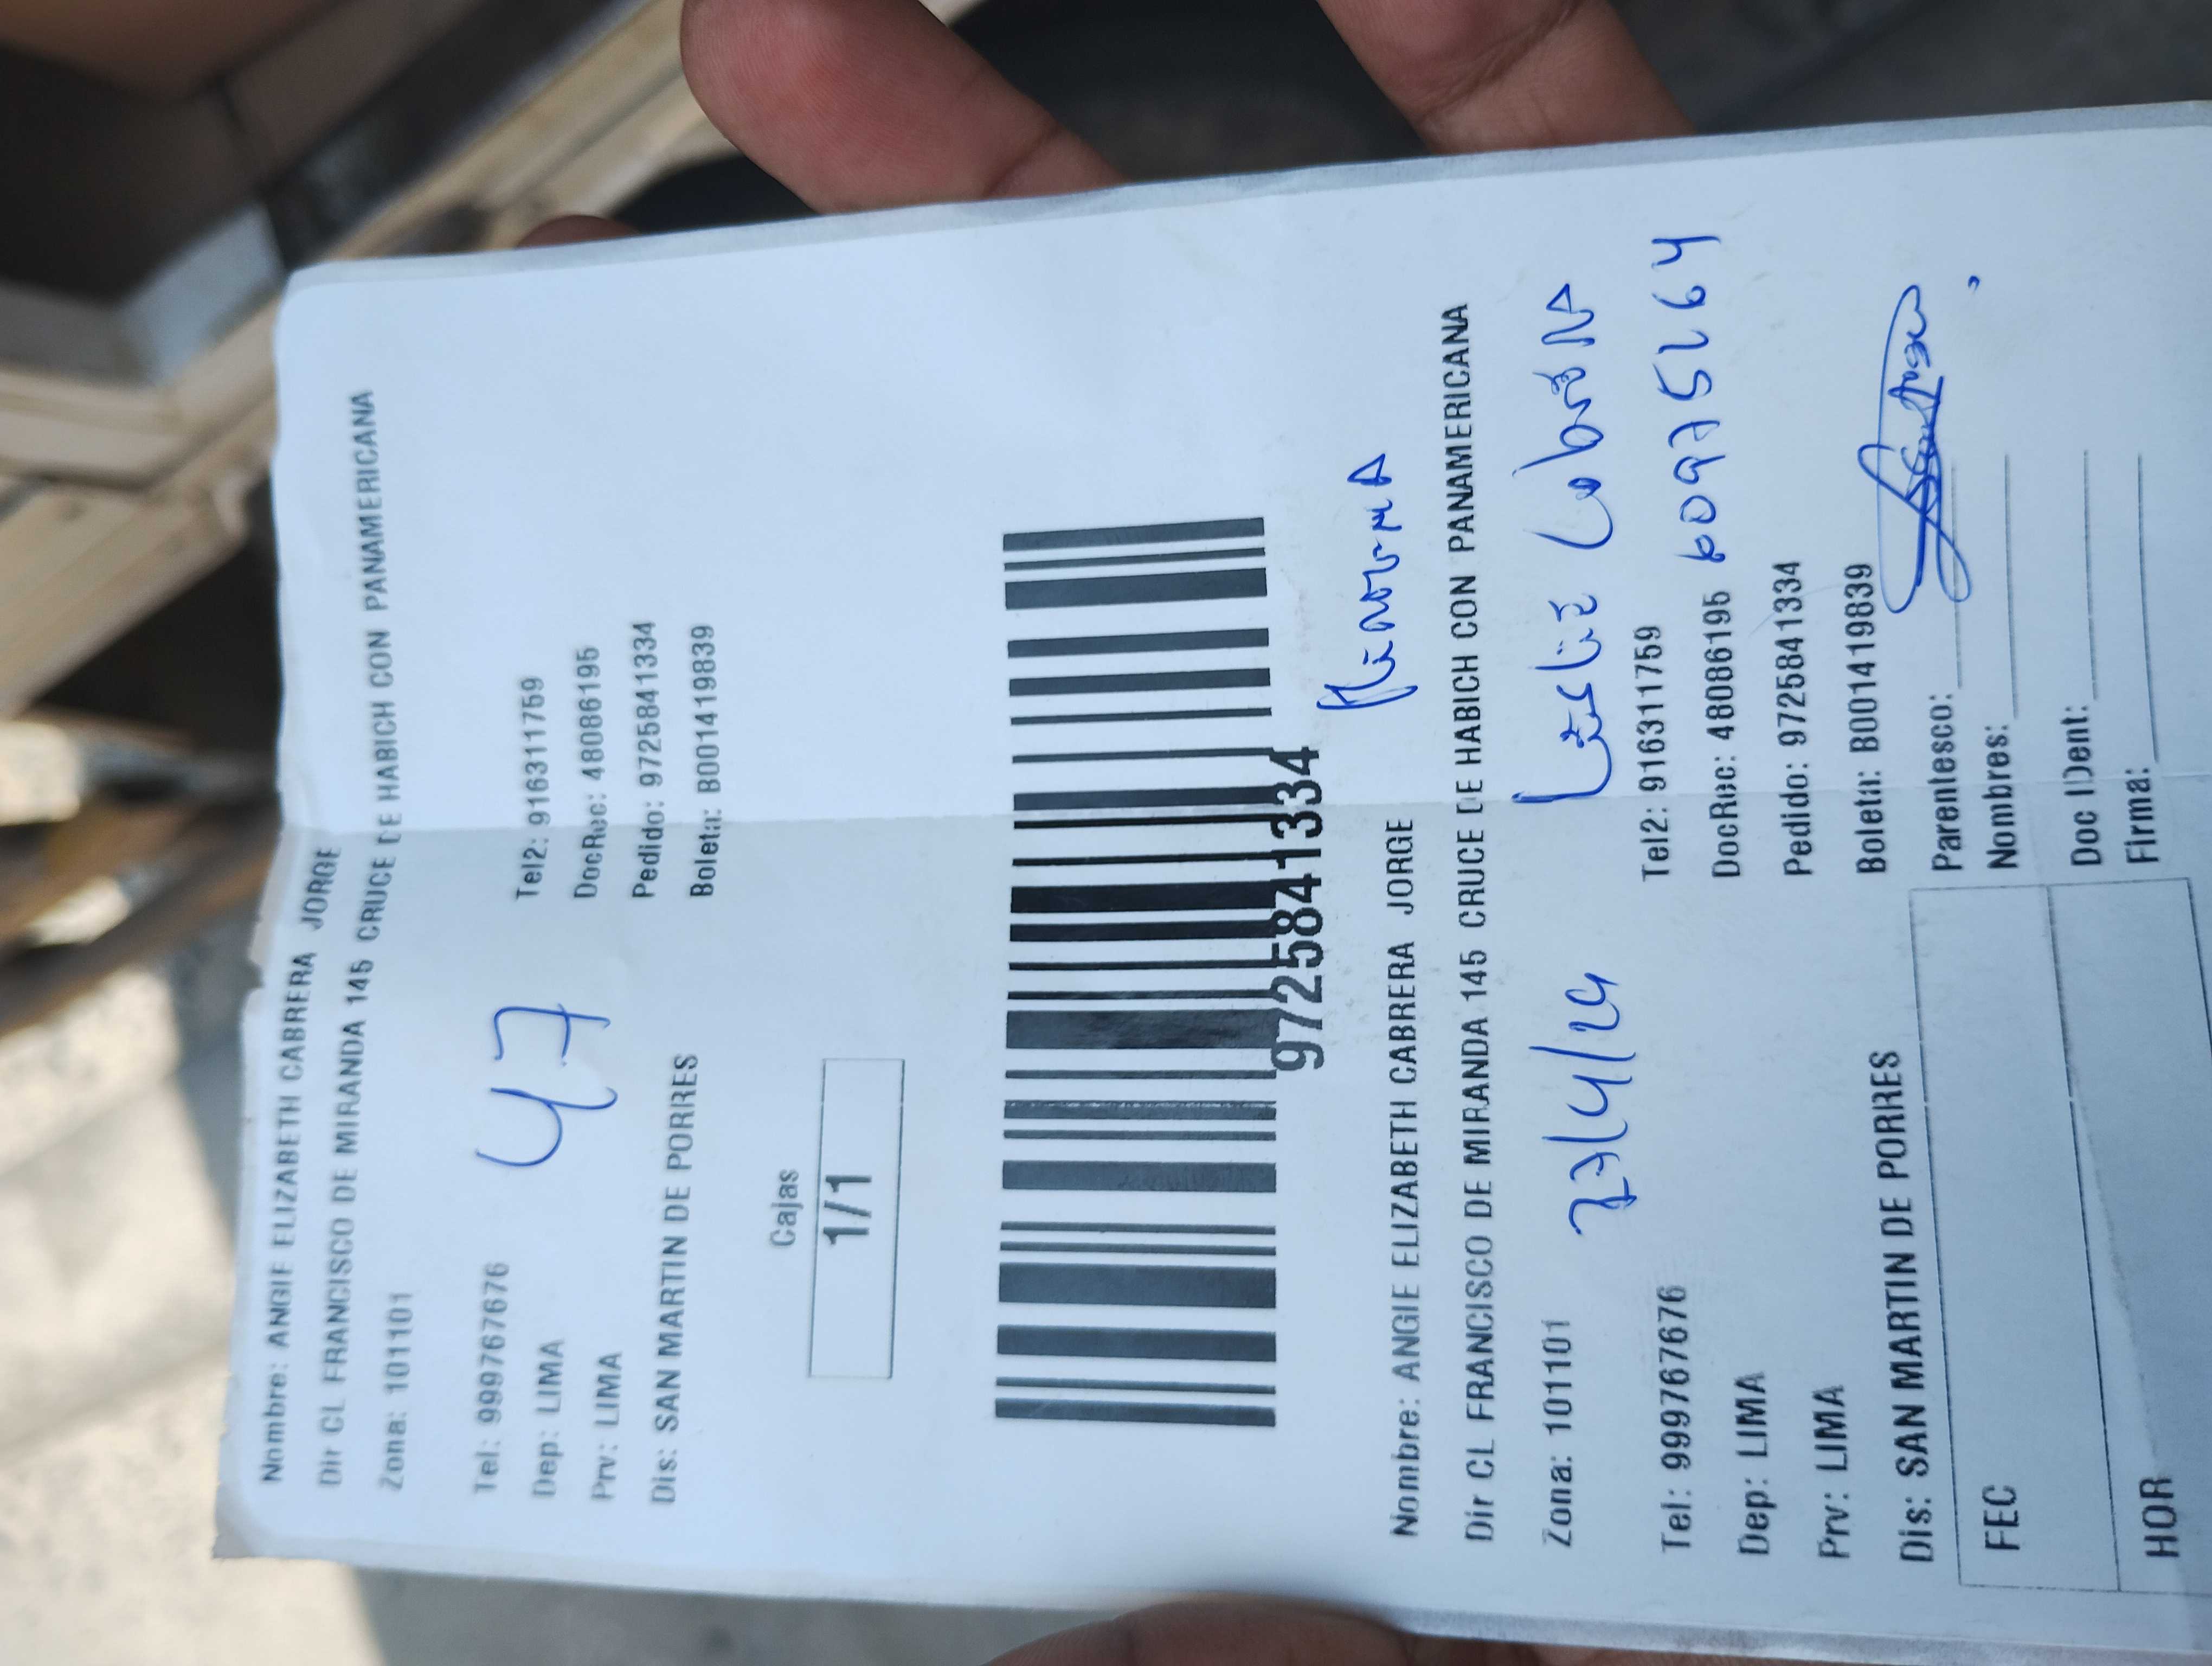 Nombre: ANGIE ELIZABETH CABRERA JORGE
Dir CL FRANCISCO DE MIRANDA 145 CRUCE DE HABICH CON PANAMERICANA
Zona: 101101
47
Tel: 999767676 Tel2: 916311759
Dep: LIMA DocRec: 48086195
Prv: LIMA Pedido: 9725841334
Dis: SAN MARTIN DE PORRES Boleta: B001419839
Cajas
1/1
9725841334
Nombre: ANGIE ELIZABETH CABRERA JORGE
Dir CL FRANCISCO DE MIRANDA 145 CRUCE DE HABICH CON PANAMERICANA
Zona: 101101
Tel: 999767676 Tel2: 916311759
Dep: LIMA DocRec: 48086195
Prv: LIMA Pedido: 9725841334
Dis: SAN MARTIN DE PORRES Boleta: B001419839
FEC Parentesco:
Nombres:
HOR Doc IDent:
Firma: